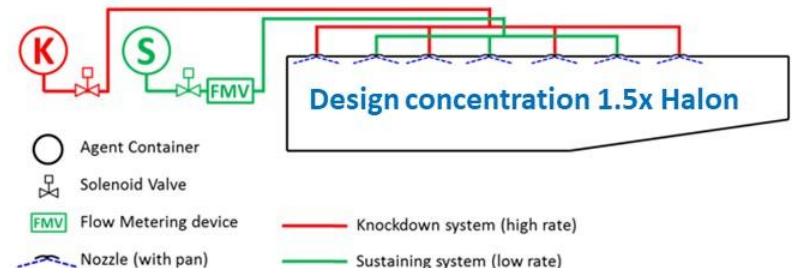 K
S
FMV
Design concentration 1.5x Halon
Agent Container
Solenoid Valve
FMV Flow Metering device
Knockdown system (high rate)
Nozzle (with pan)
Sustaining system (low rate)